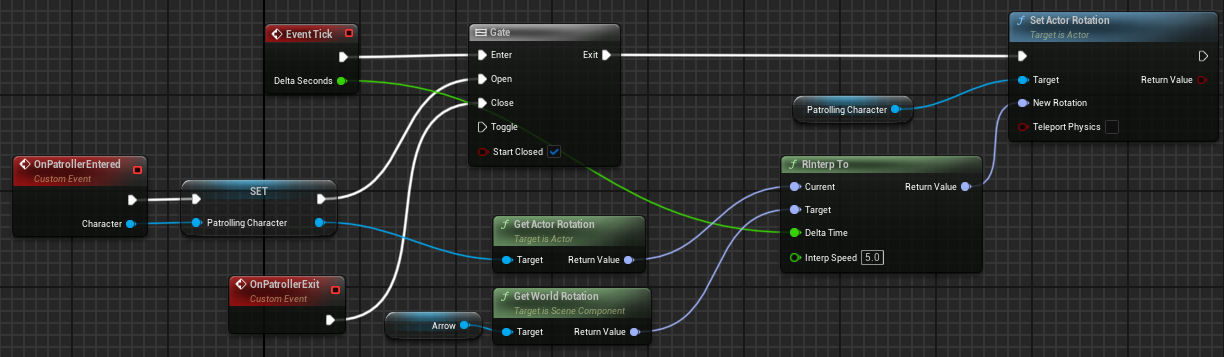 Event Tick
Delta Seconds
Gate
Enter
Exit
Open
Close
Toggle
Start Closed
Set Actor Rotation
Target is Actor
Target
Return Value
New Rotation
Teleport Physics
Patrolling Character
OnPatrollerEntered
Custom Event
Character
SET
Patrolling Character
RInterp To
Current
Return Value
Target
Delta Time
Interp Speed 5.0
Get Actor Rotation
Target is Actor
Target
Return Value
OnPatrollerExit
Custom Event
Arrow
Get World Rotation
Target is Scene Component
Target
Return Value